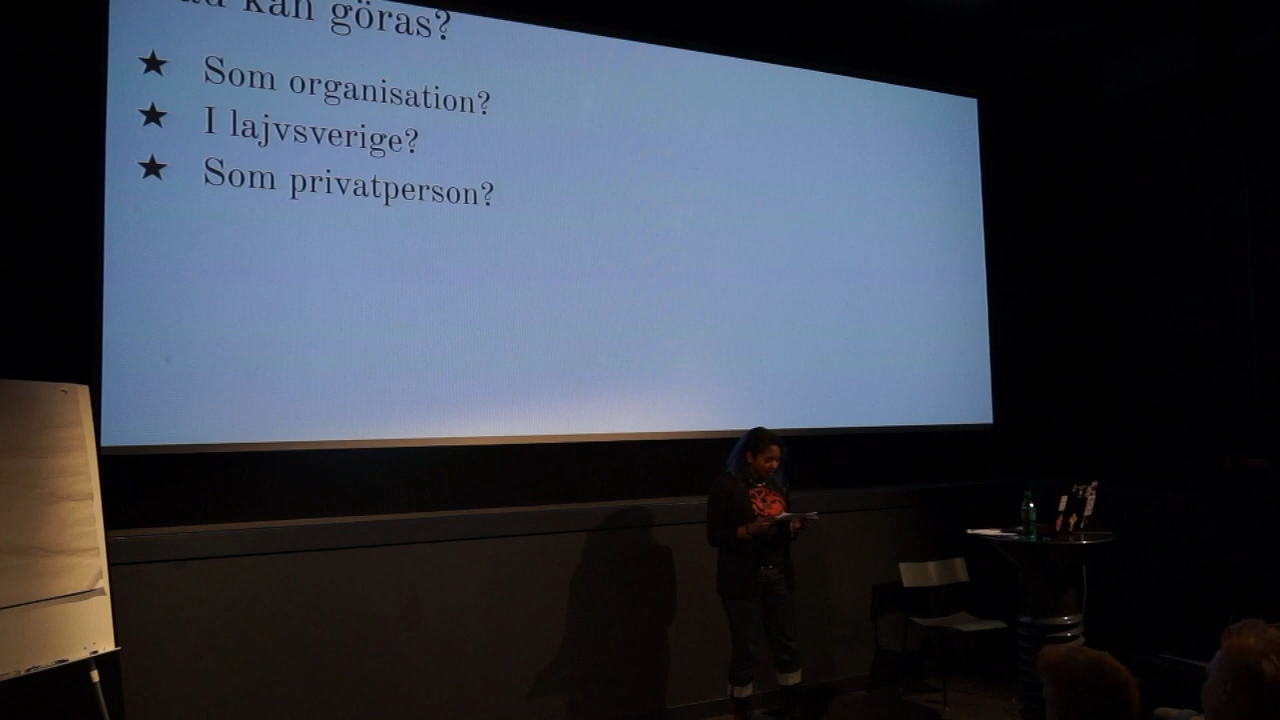 kan göras?
★ Som organisation?
★ I lajvsverige?
★ Som privatperson?